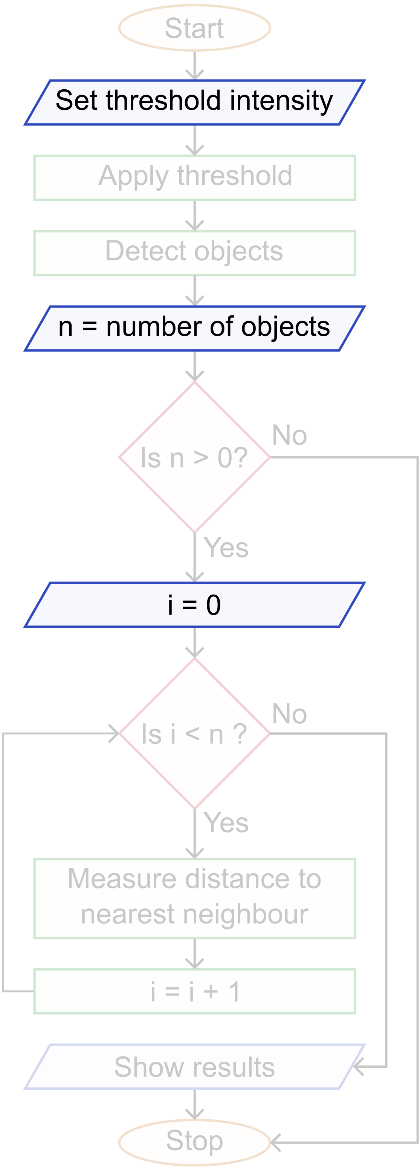 Start
Set threshold intensity
Apply threshold
Detect objects
n = number of objects
Is n > 0?
No
Yes
i = 0
Is i < n ?
No
Yes
Measure distance to
nearest neighbour
i = i + 1
Show results
Stop